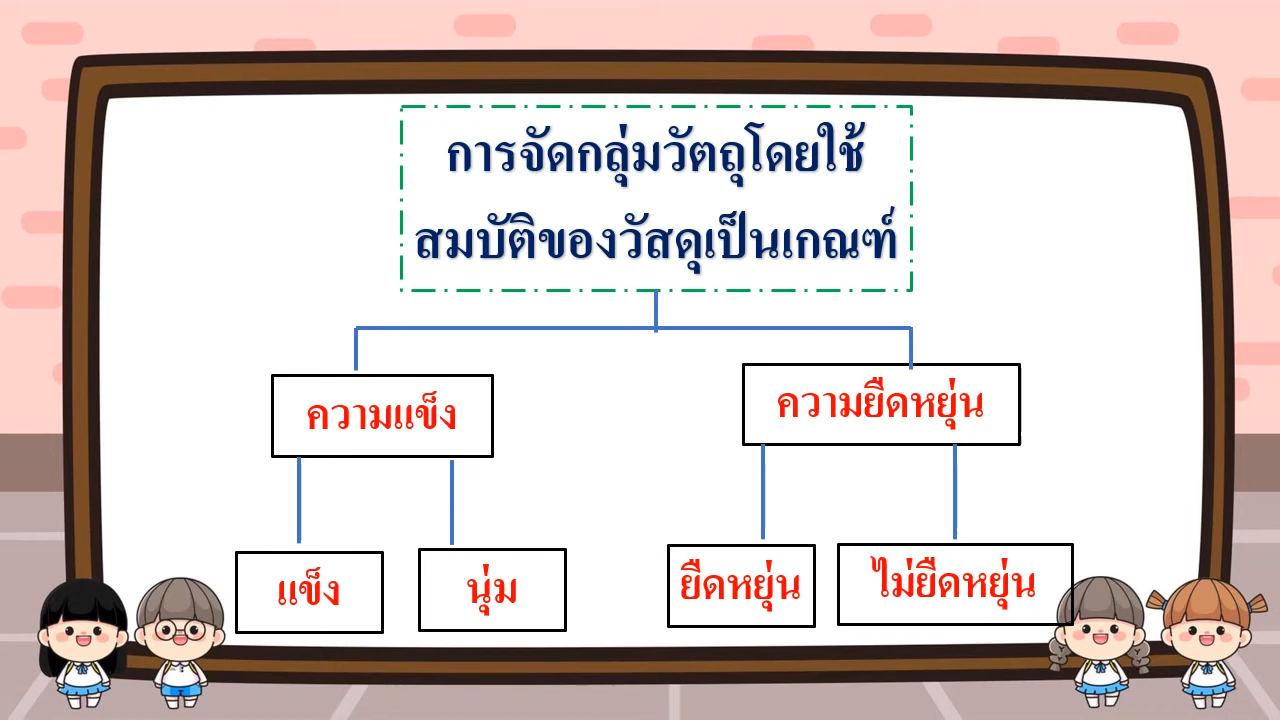 การจัดกลุ่มวัตถุโดยใช้
สมบัติของวัสดุเป็นเกณฑ์
ความแข็ง
ความยืดหยุ่น
แข็ง
นุ่ม
ยืดหยุ่น
ไม่ยืดหยุ่น